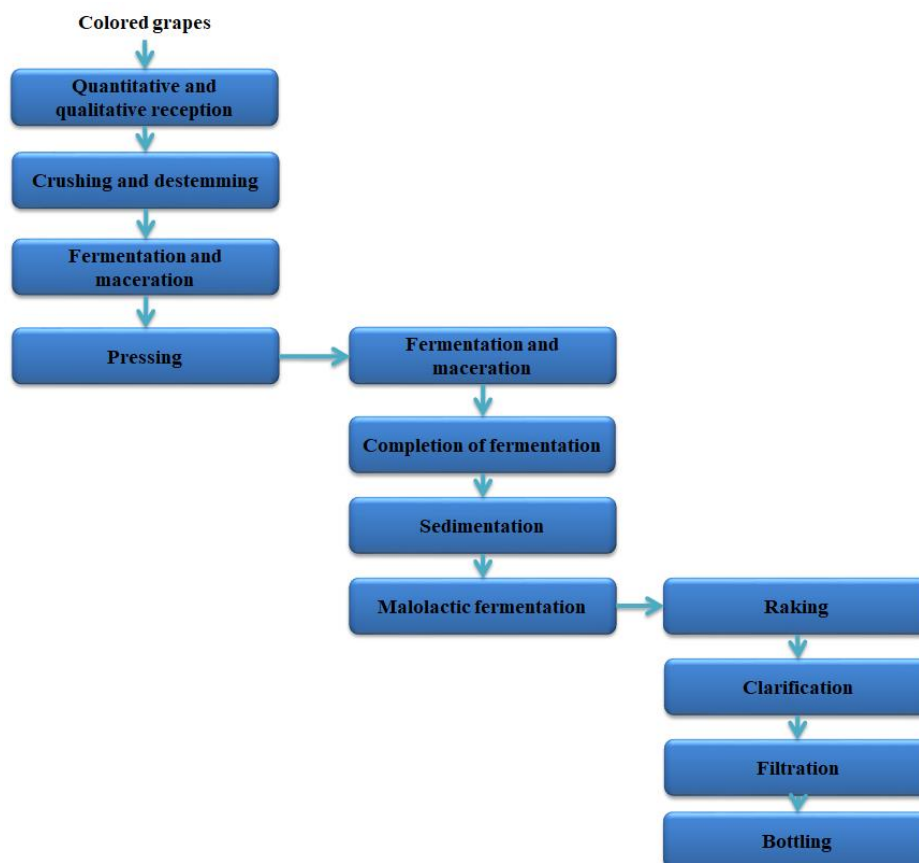 Colored grapes
Quantitative and
qualitative reception
Crushing and destemming
Fermentation and
maceration
Pressing
Fermentation and
maceration
Completion of fermentation
Sedimentation
Malolactic fermentation
Raking
Clarification
Filtration
Bottling